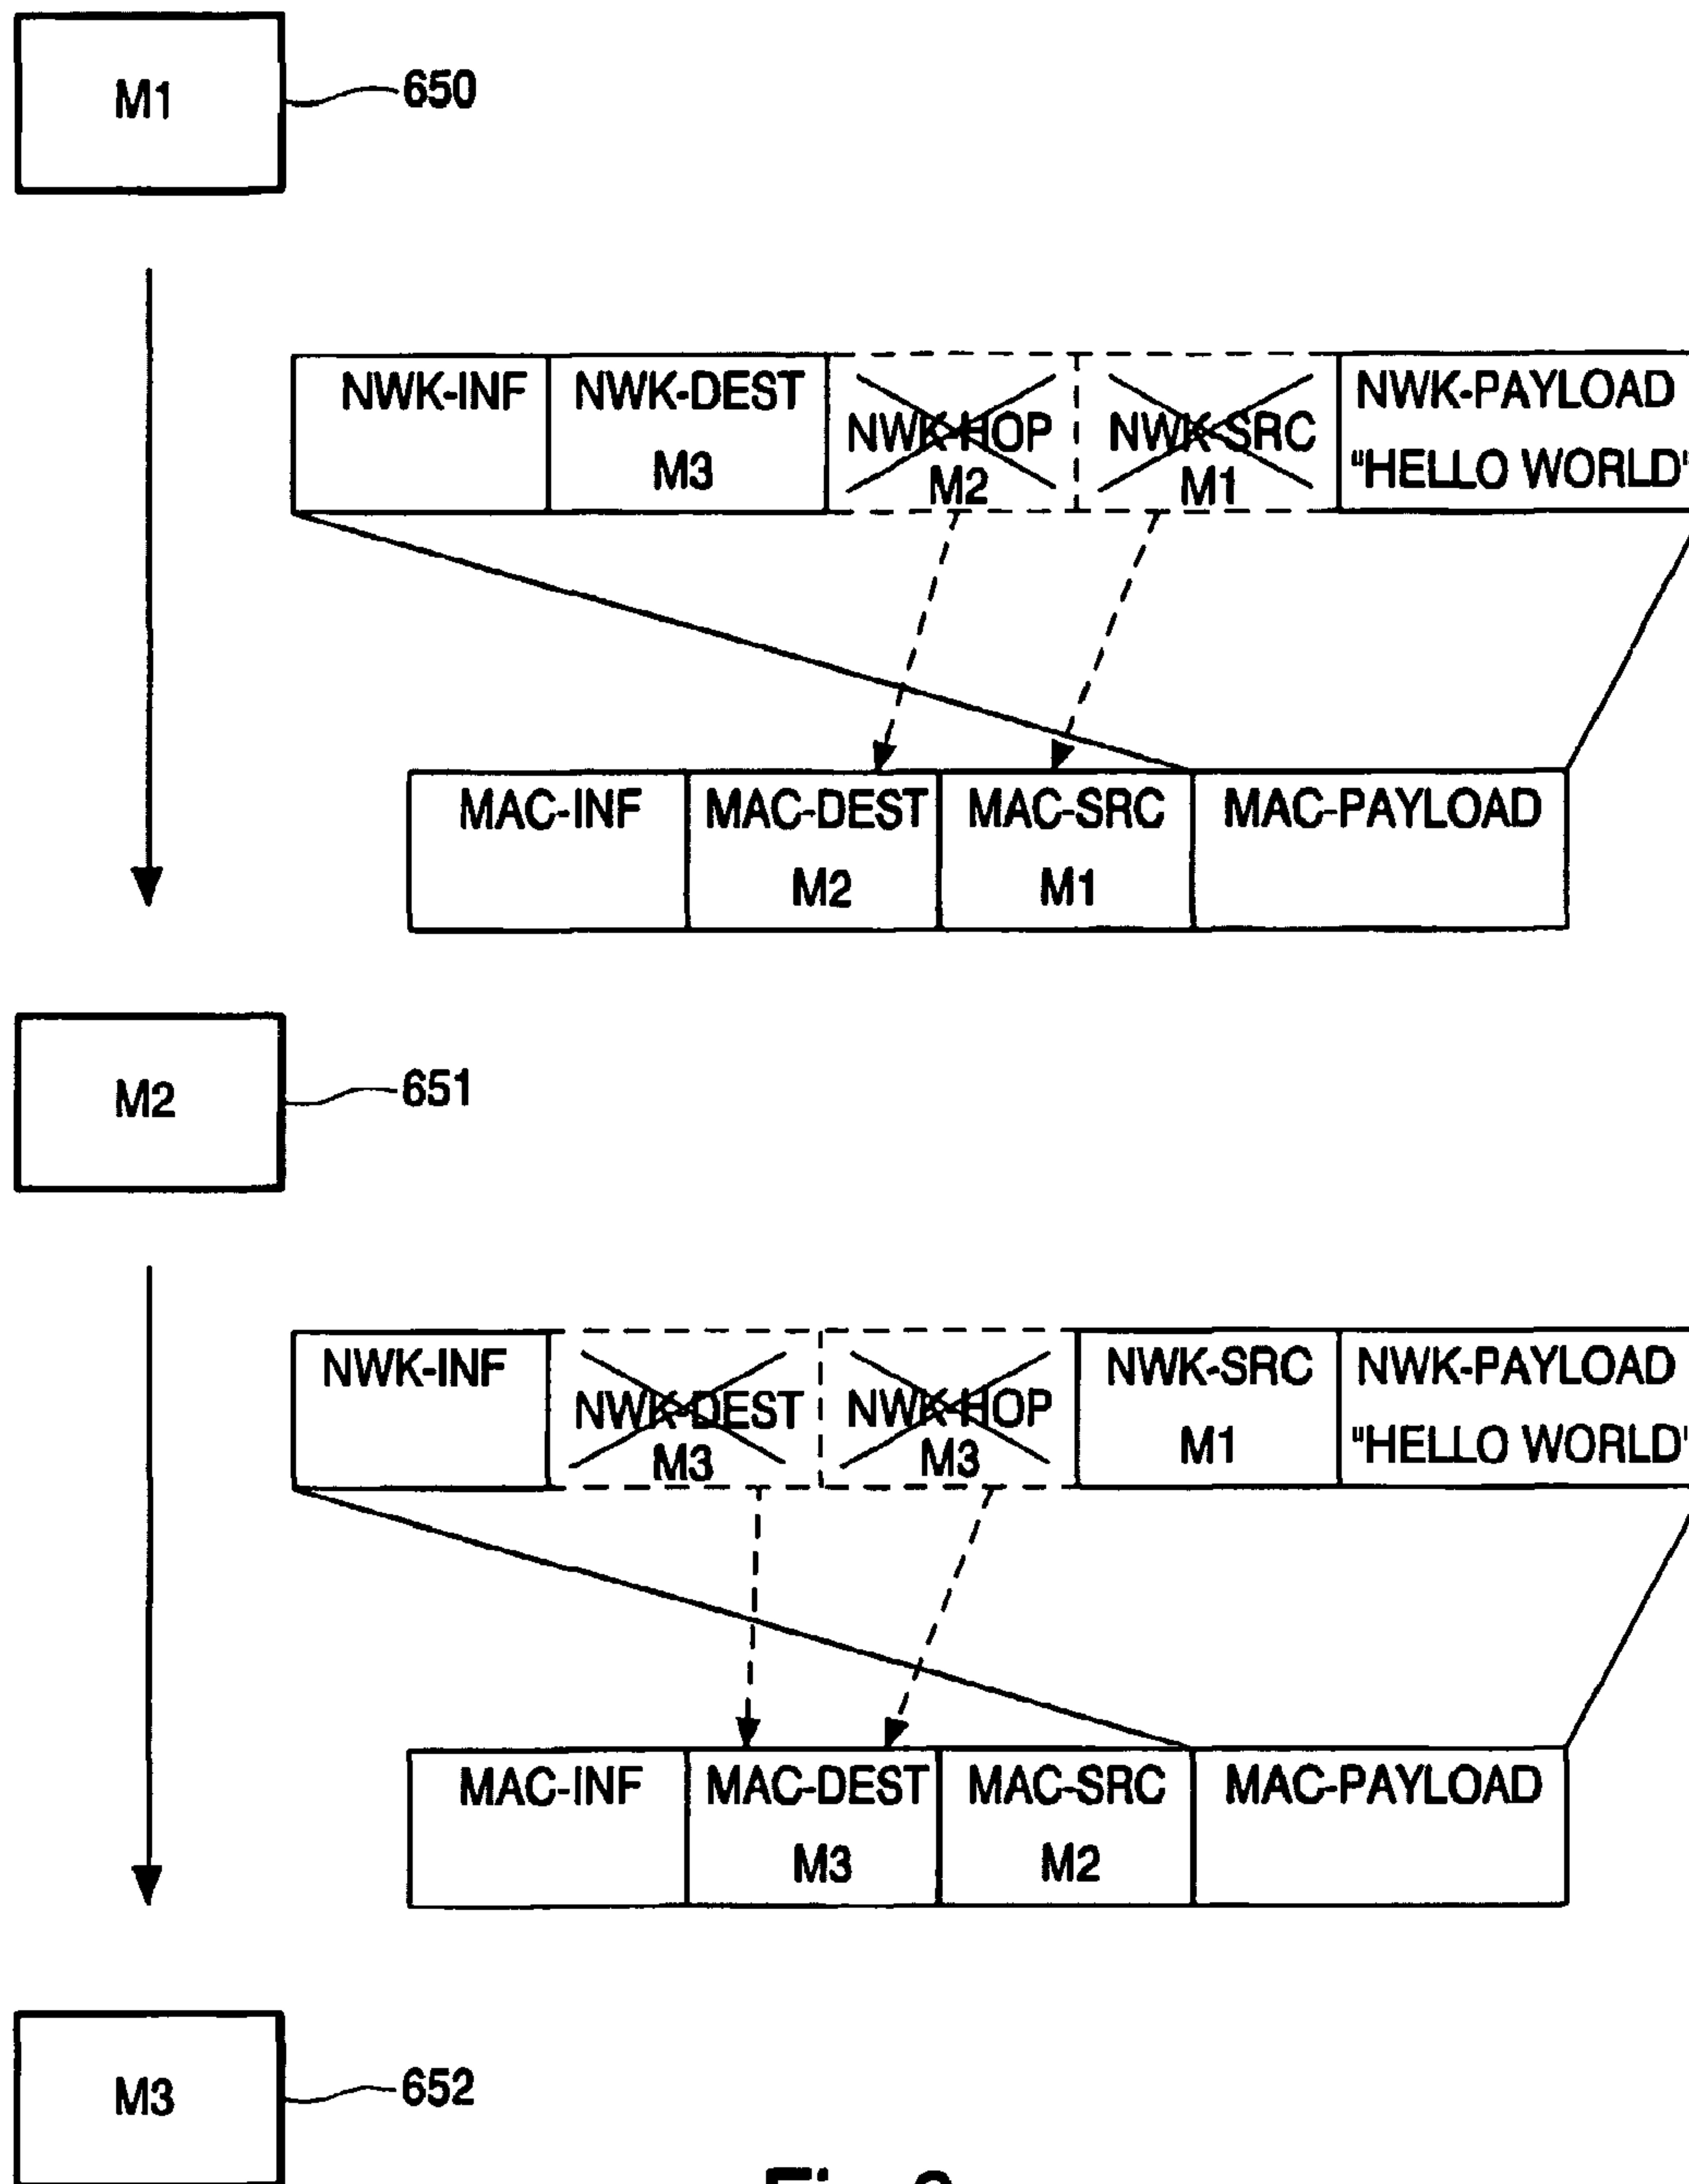 M1
650
NWK-INF NWK-DEST NWK-HOP NWK-SRC NWK-PAYLOAD
M3 M2 M1 "HELLO WORLD"
MAC-INF MAC-DEST MAC-SRC MAC-PAYLOAD
M2 M1
M2
651
NWK-INF NWK-DEST NWK-HOP NWK-SRC NWK-PAYLOAD
M3 M3 M1 "HELLO WORLD"
MAC-INF MAC-DEST MAC-SRC MAC-PAYLOAD
M3 M2
M3
652